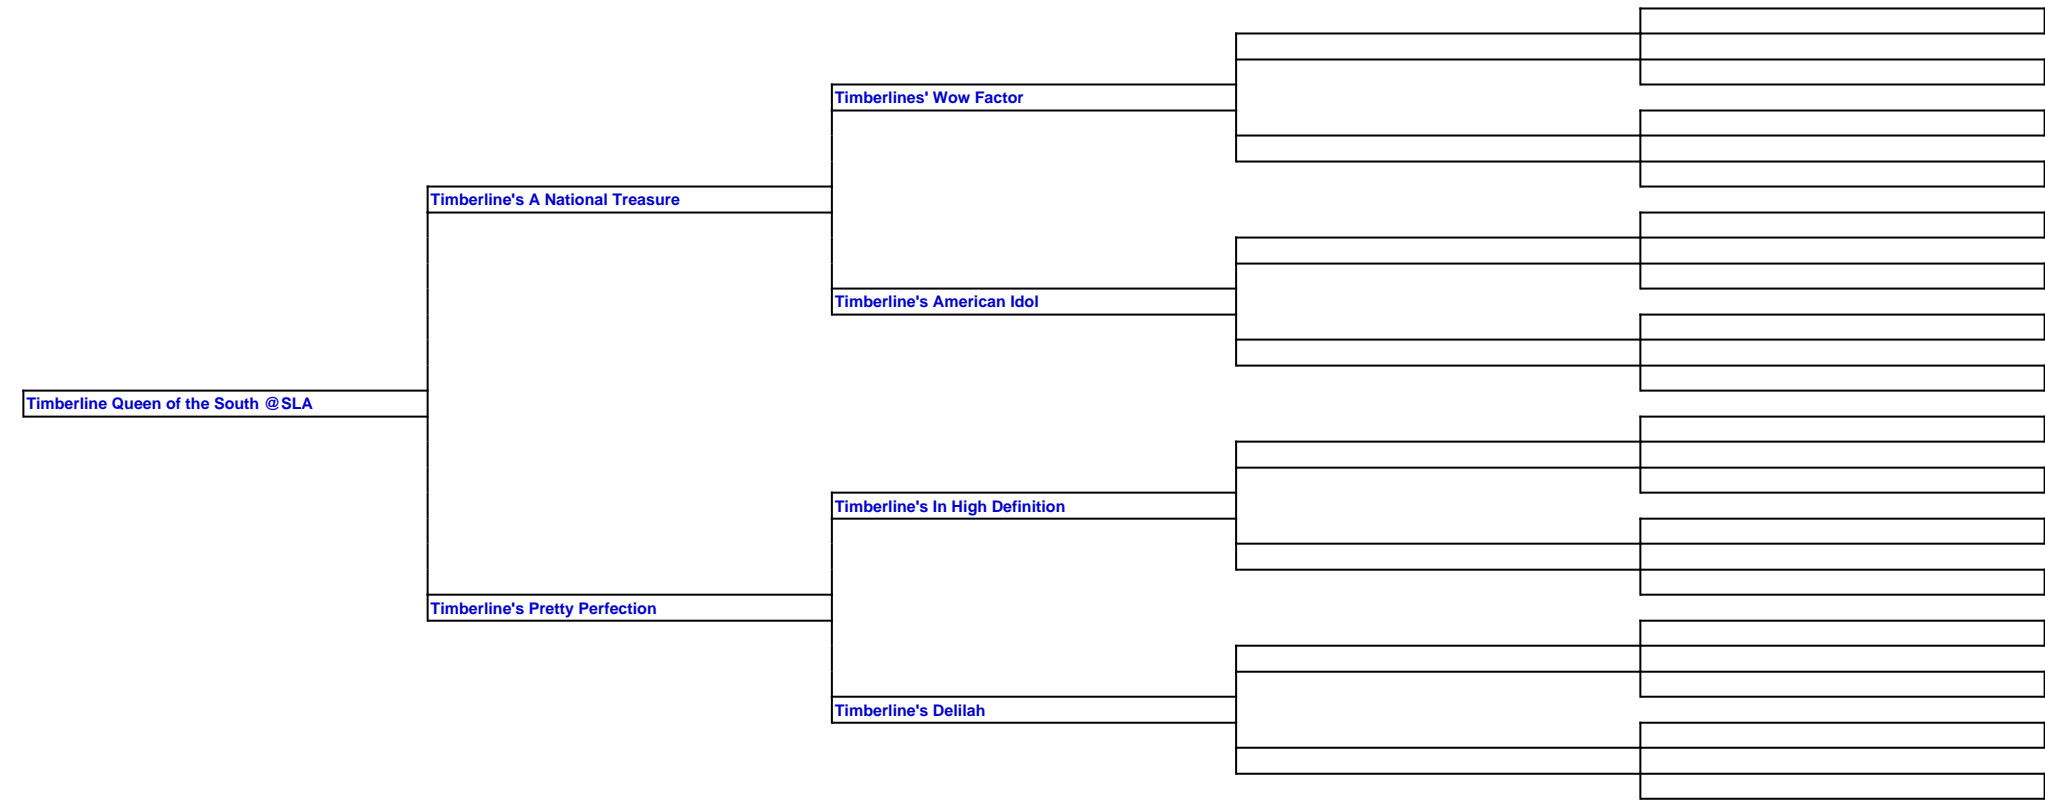 Timberlines' Wow Factor
Timberline's A National Treasure
Timberline's American Idol
Timberline Queen of the South @SLA
Timberline's In High Definition
Timberline's Pretty Perfection
Timberline's Delilah